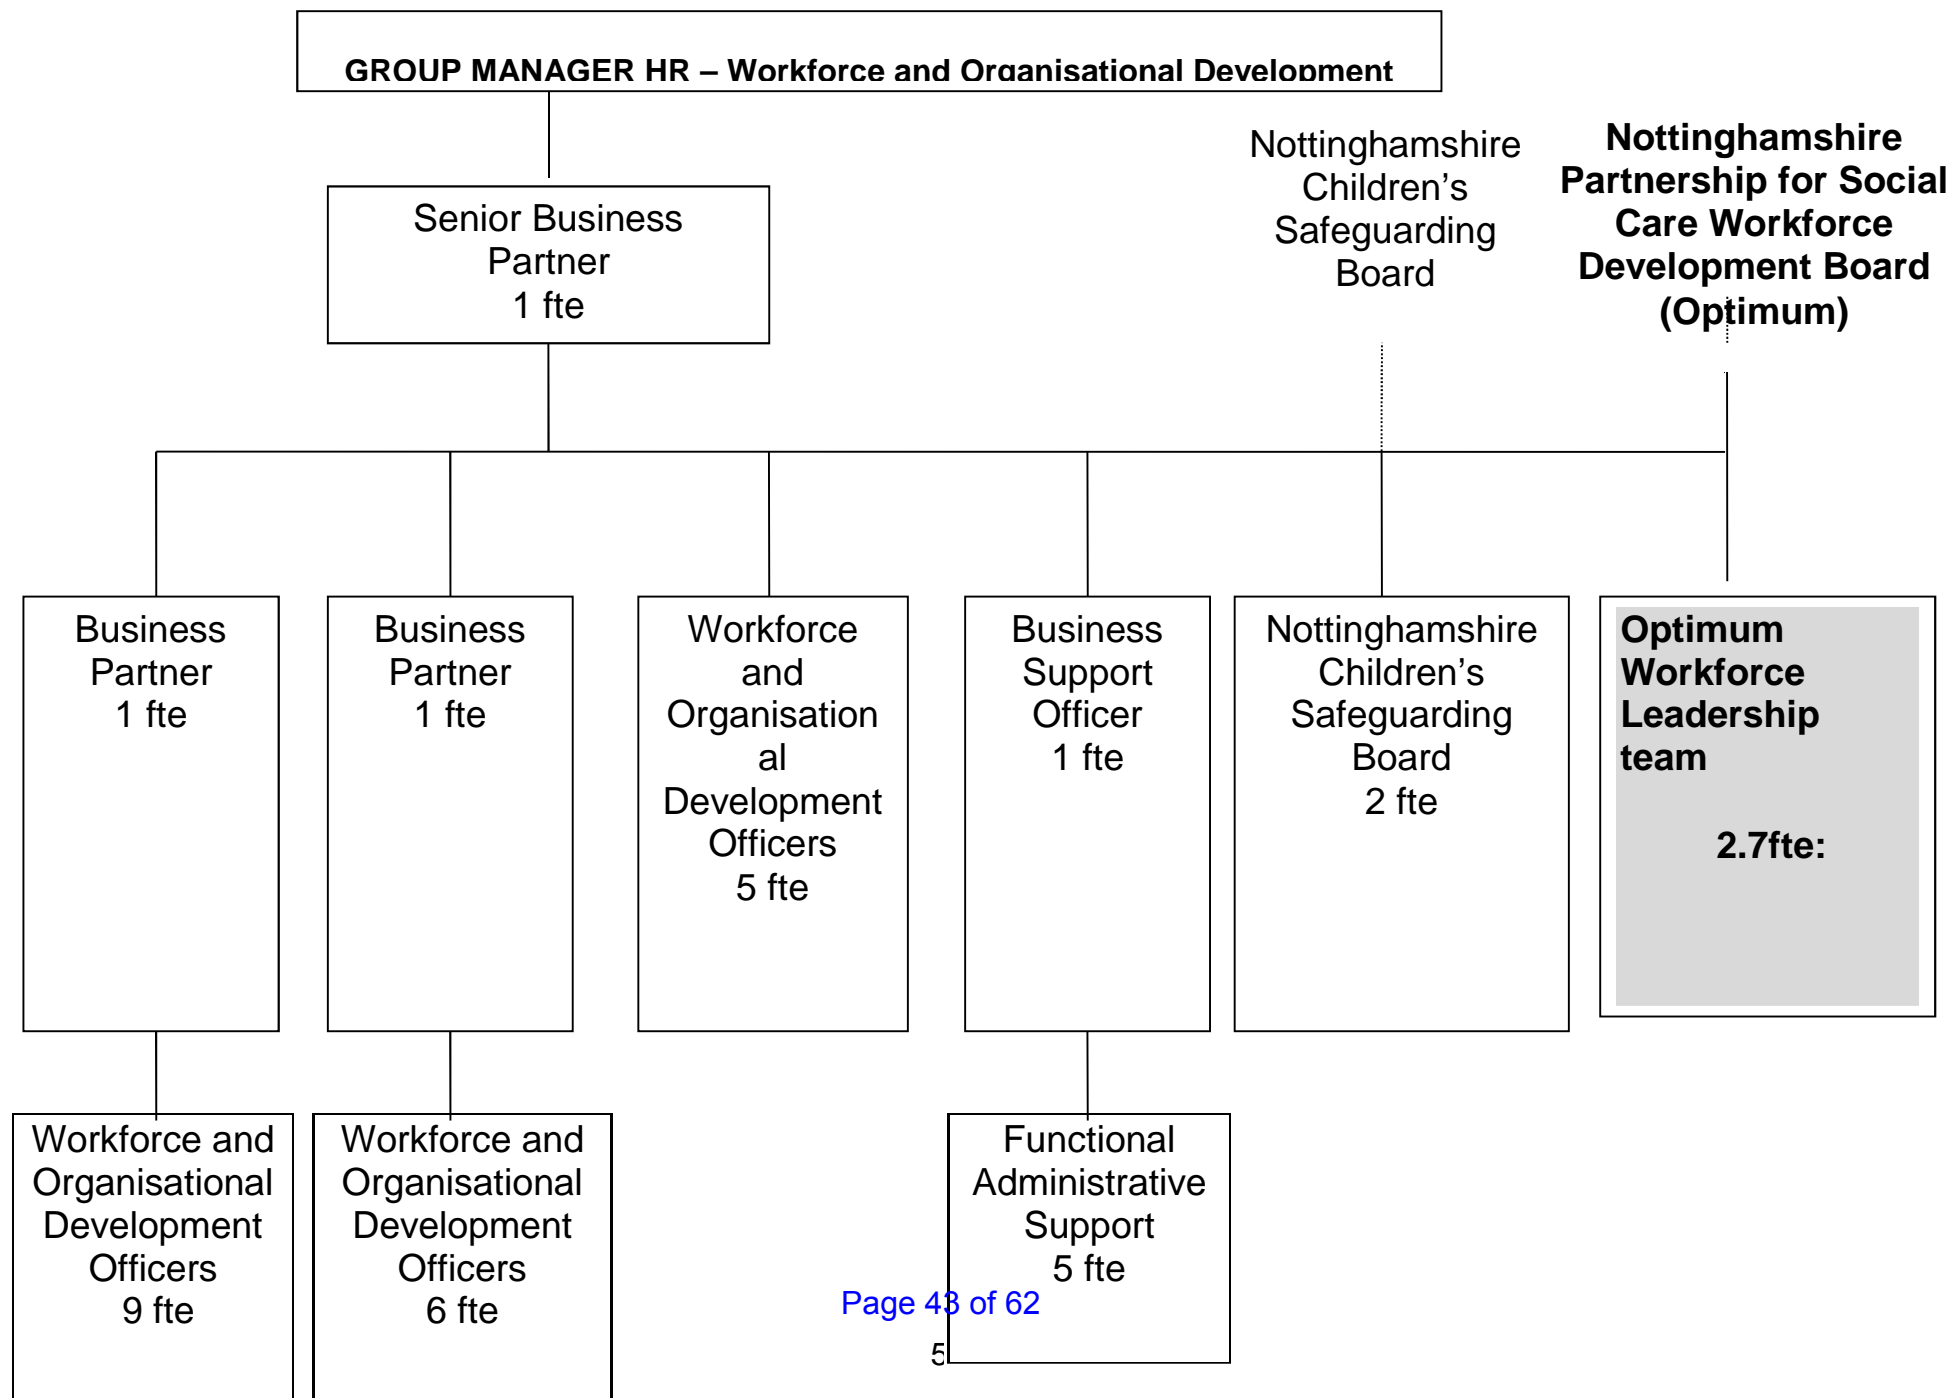 GROUP MANAGER HR – Workforce and Organisational Development
Nottinghamshire
Children’s
Safeguarding
Board
Nottinghamshire
Partnership for Social
Care Workforce
Development Board
(Optimum)
Senior Business
Partner
1 fte
Business
Partner
1 fte
Business
Partner
1 fte
Workforce
and
Organisation
al
Development
Officers
5 fte
Business
Support
Officer
1 fte
Nottinghamshire
Children’s
Safeguarding
Board
2 fte
Optimum
Workforce
Leadership
team
2.7fte:
Workforce and
Organisational
Development
Officers
9 fte
Workforce and
Organisational
Development
Officers
6 fte
Functional
Administrative
Support
5 fte
Page 43 of 62
5